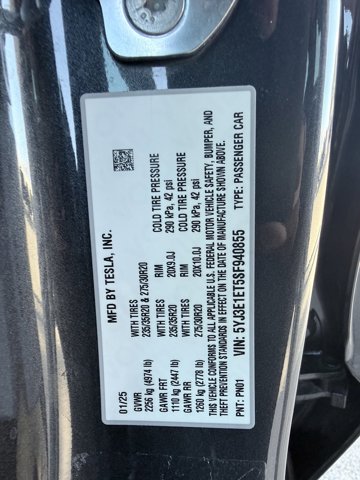 MFD BY TESLA, INC.
01/25
GVWR WITH TIRES COLD TIRE PRESSURE
2256 kg (4974 lb) 235/35R20 & 275/30R20 290 kPa, 42 psi
GAWR FRT WITH TIRES RIM COLD TIRE PRESSURE
1110 kg (2447 lb) 235/35R20 20X9.0J 290 kPa, 42 psi
GAWR RR WITH TIRES RIM
1260 kg (2778 lb) 275/30R20 20X10.0J
THIS VEHICLE CONFORMS TO ALL APPLICABLE U.S. FEDERAL MOTOR VEHICLE SAFETY, BUMPER, AND
THEFT PREVENTION STANDARDS IN EFFECT ON THE DATE OF MANUFACTURE SHOWN ABOVE.
PNT: PN01 VIN: 5YJ3E1ET5SF940855 TYPE: PASSENGER CAR